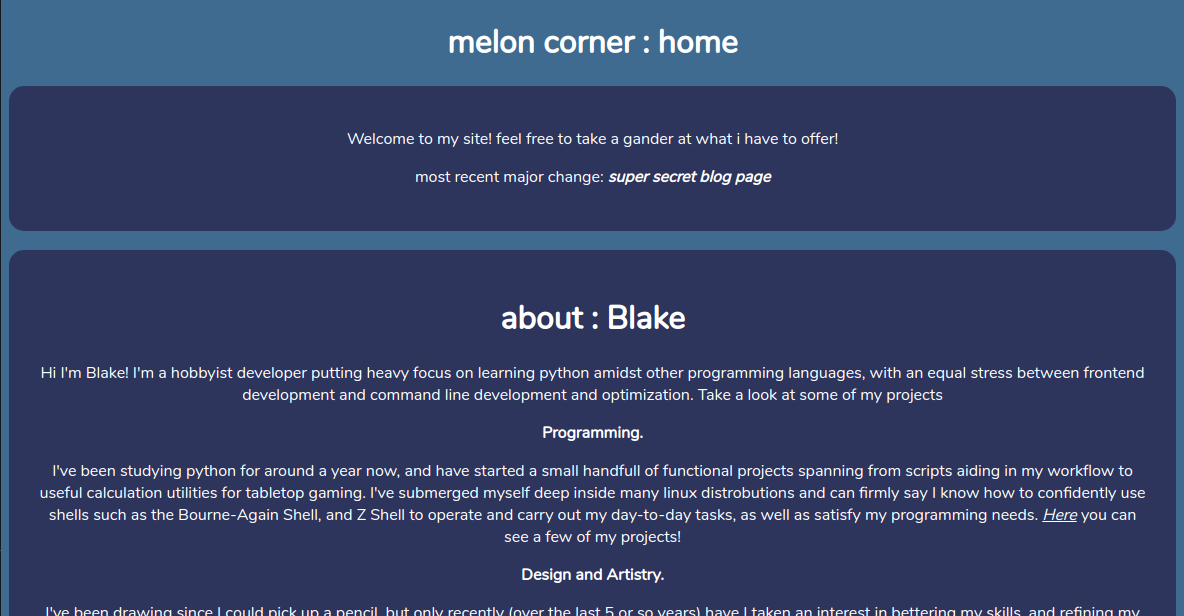 melon corner : home
Welcome to my site! feel free to take a gander at what i have to offer!
most recent major change: super secret blog page
about : Blake
Hi I'm Blake! I'm a hobbyist developer putting heavy focus on learning python amidst other programming languages, with an equal stress between frontend
development and command line development and optimization. Take a look at some of my projects
Programming.
I've been studying python for around a year now, and have started a small handfull of functional projects spanning from scripts aiding in my workflow to
useful calculation utilities for tabletop gaming. I've submerged myself deep inside many linux distrobutions and can firmly say I know how to confidently use
shells such as the Bourne-Again Shell, and Z Shell to operate and carry out my day-to-day tasks, as well as satisfy my programming needs. Here you can
see a few of my projects!
Design and Artistry.
I've been drawing since I could pick up a pencil, but only recently (over the last 5 or so years) have I taken an interest in bettering my skills, and refining my